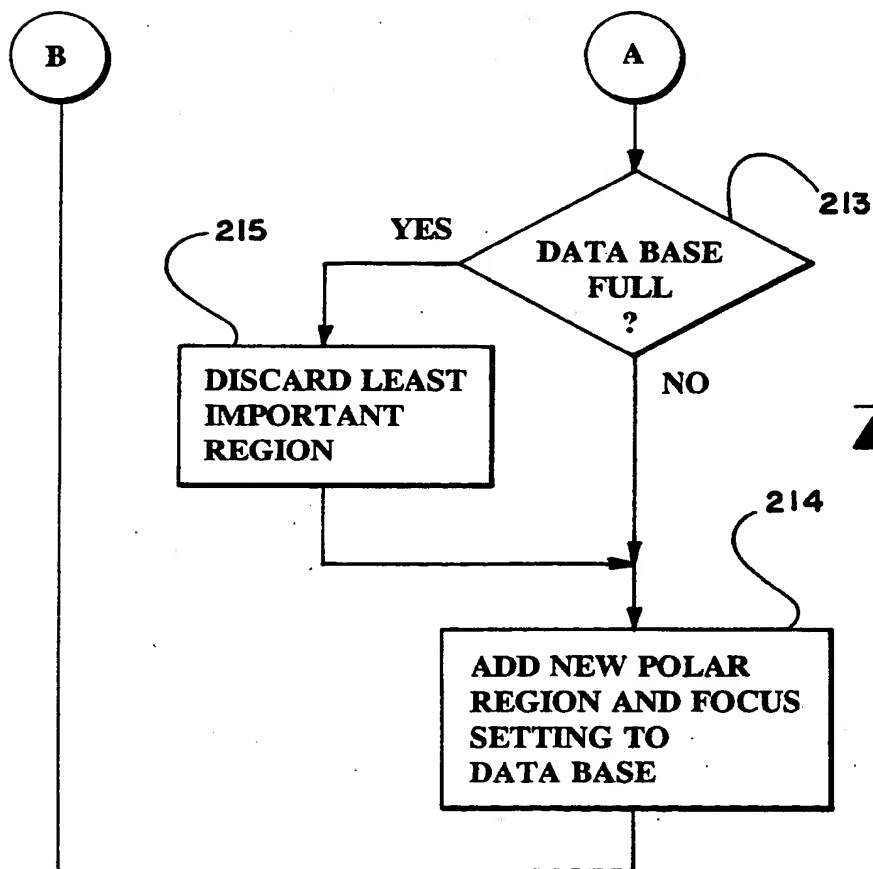 B
A
213
215
YES
DATA BASE
FULL
?
NO
DISCARD LEAST
IMPORTANT
REGION
214
ADD NEW POLAR
REGION AND FOCUS
SETTING TO
DATA BASE